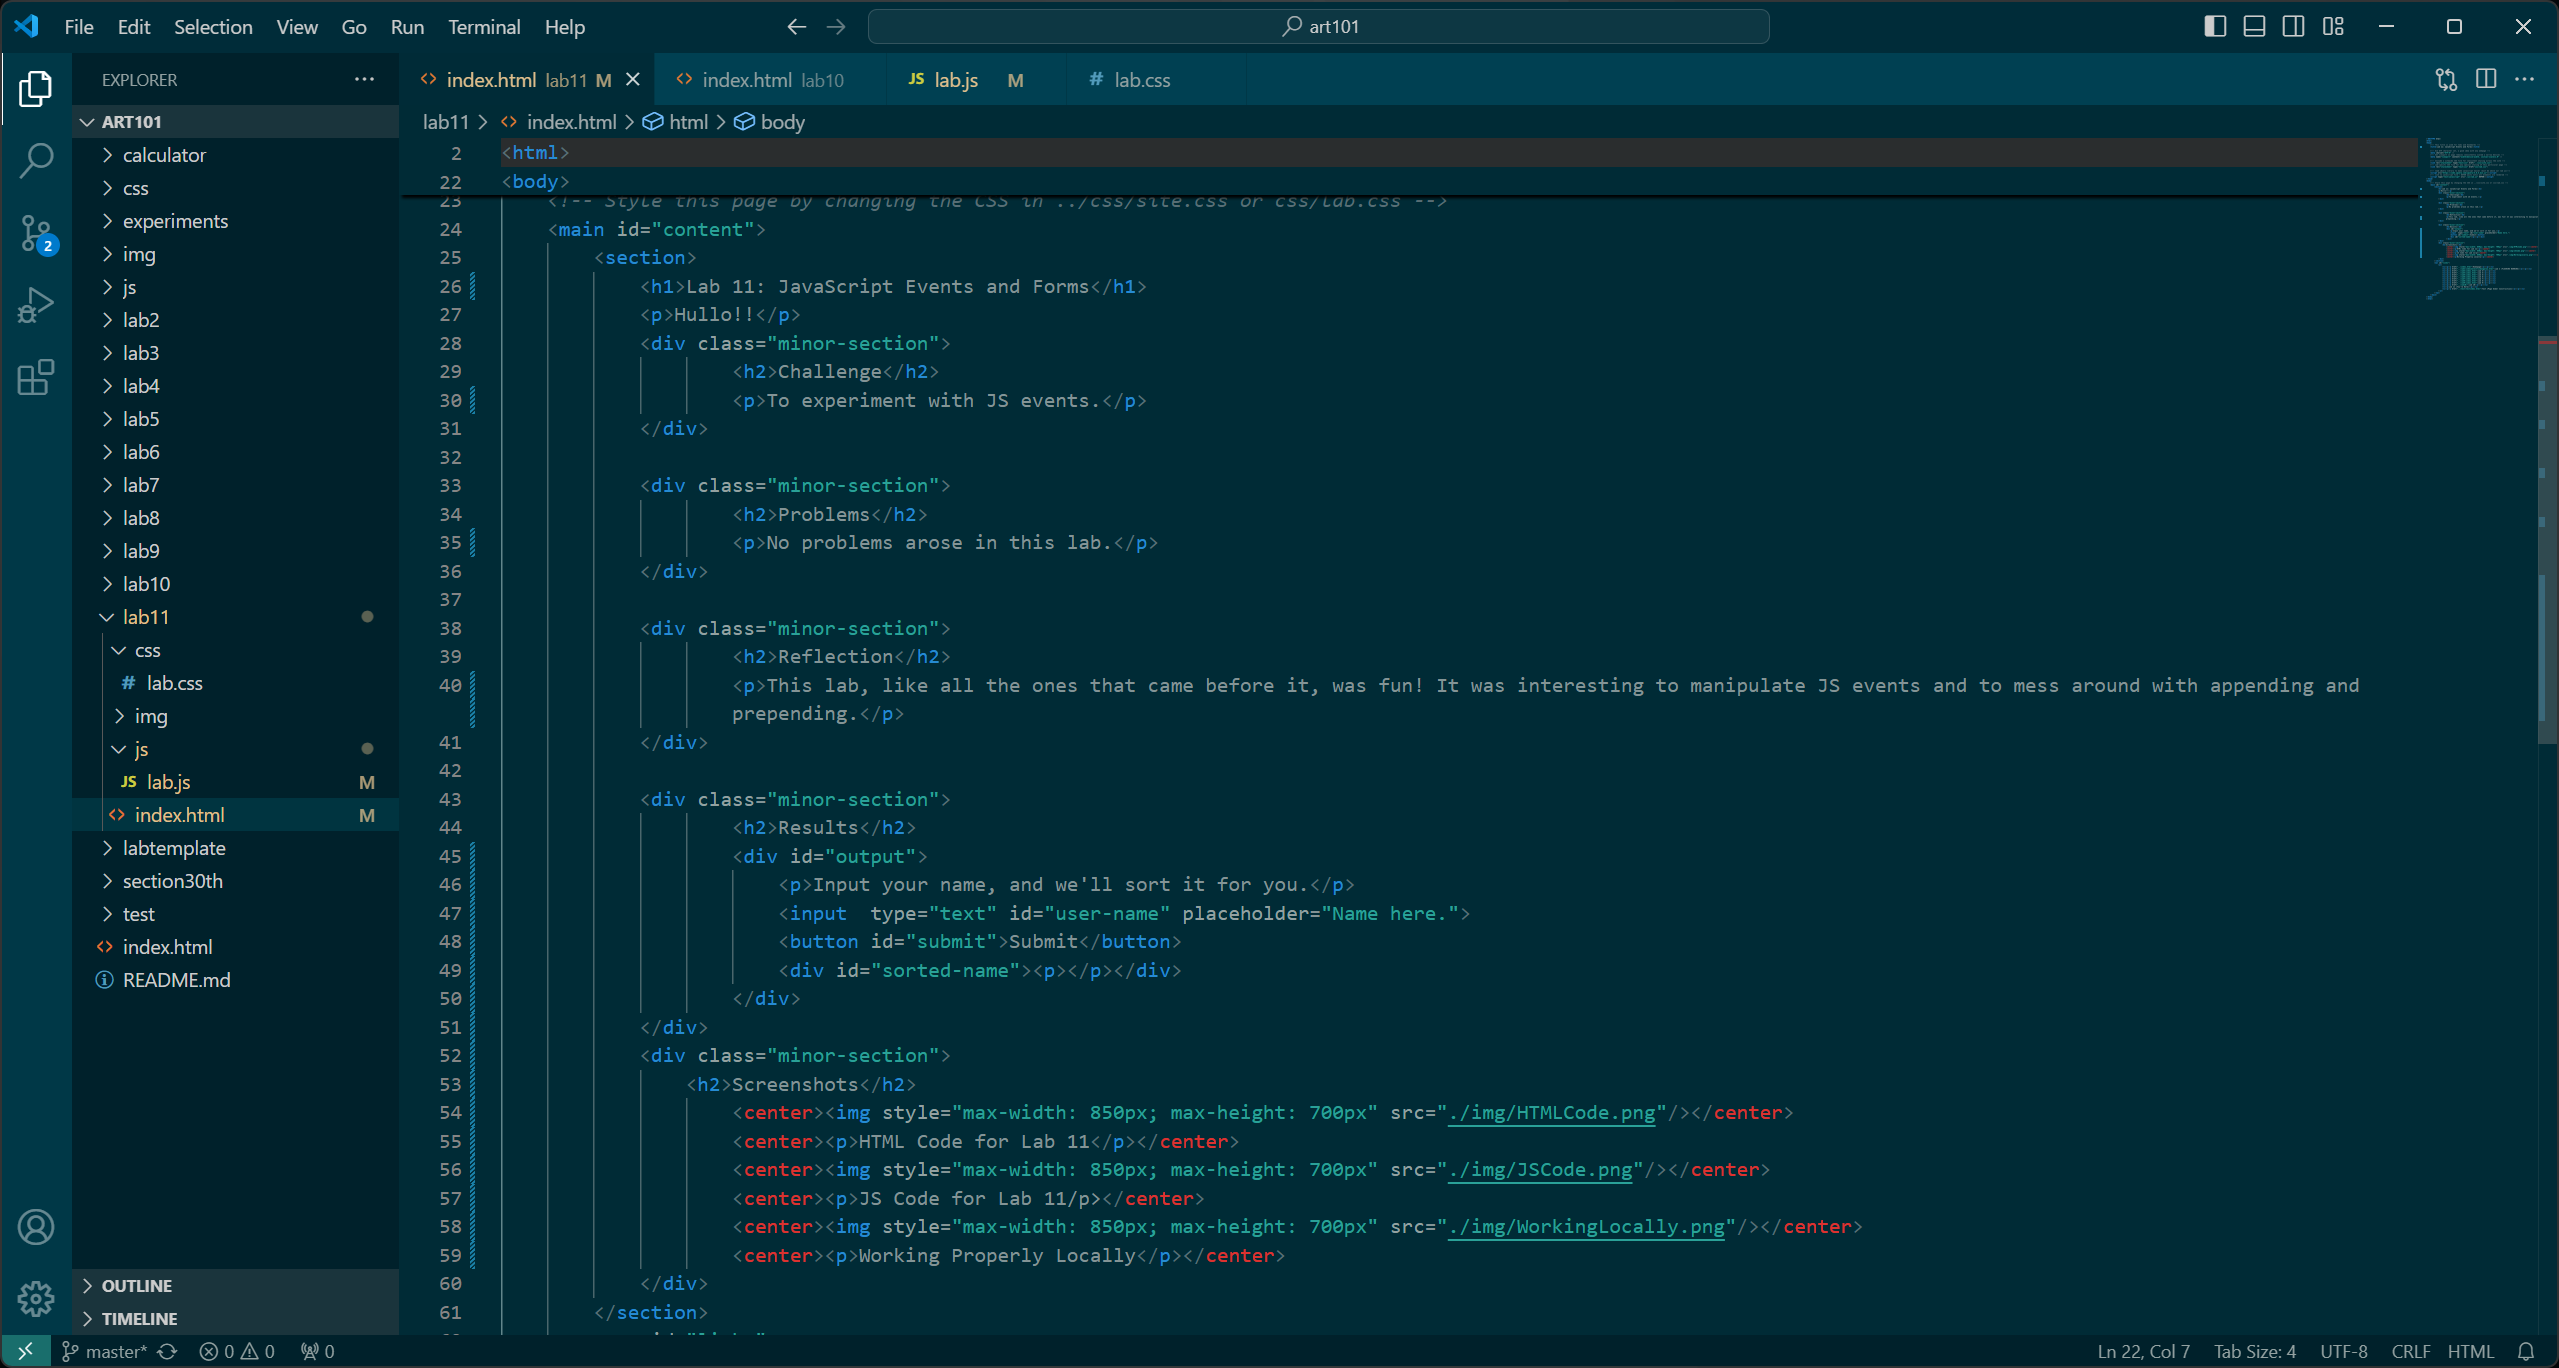 File Edit Selection View Go Run Terminal Help
art101
EXPLORER
ART101
calculator
css
experiments
img
js
lab2
lab3
lab4
lab5
lab6
lab7
lab8
lab9
lab10
lab11
css
# lab.css
img
js
JS lab.js M
<> index.html M
labtemplate
section30th
test
<> index.html
README.md
OUTLINE
TIMELINE
2
<> index.html lab11 M
<> index.html lab10
JS lab.js M
# lab.css
lab11 > <> index.html > html > body
2 <html>
22 <body>
23 <!-- Style this page by changing the CSS in ../css/site.css or css/lab.css -->
24 <main id="content">
25 <section>
26 <h1>Lab 11: JavaScript Events and Forms</h1>
27 <p>Hullo!!</p>
28 <div class="minor-section">
29 <h2>Challenge</h2>
30 <p>To experiment with JS events.</p>
31 </div>
32
33 <div class="minor-section">
34 <h2>Problems</h2>
35 <p>No problems arose in this lab.</p>
36 </div>
37
38 <div class="minor-section">
39 <h2>Reflection</h2>
40 <p>This lab, like all the ones that came before it, was fun! It was interesting to manipulate JS events and to mess around with appending and
prepending.</p>
41 </div>
42
43 <div class="minor-section">
44 <h2>Results</h2>
45 <div id="output">
46 <p>Input your name, and we'll sort it for you.</p>
47 <input  type="text" id="user-name" placeholder="Name here.">
48 <button id="submit">Submit</button>
49 <div id="sorted-name"><p></p></div>
50 </div>
51 </div>
52 <div class="minor-section">
53 <h2>Screenshots</h2>
54 <center><img style="max-width: 850px; max-height: 700px" src="./img/HTMLCode.png"/></center>
55 <center><p>HTML Code for Lab 11</p></center>
56 <center><img style="max-width: 850px; max-height: 700px" src="./img/JSCode.png"/></center>
57 <center><p>JS Code for Lab 11/p></center>
58 <center><img style="max-width: 850px; max-height: 700px" src="./img/WorkingLocally.png"/></center>
59 <center><p>Working Properly Locally</p></center>
60 </div>
61 </section>
master* 0 0 0
Ln 22, Col 7 Tab Size: 4 UTF-8 CRLF HTML